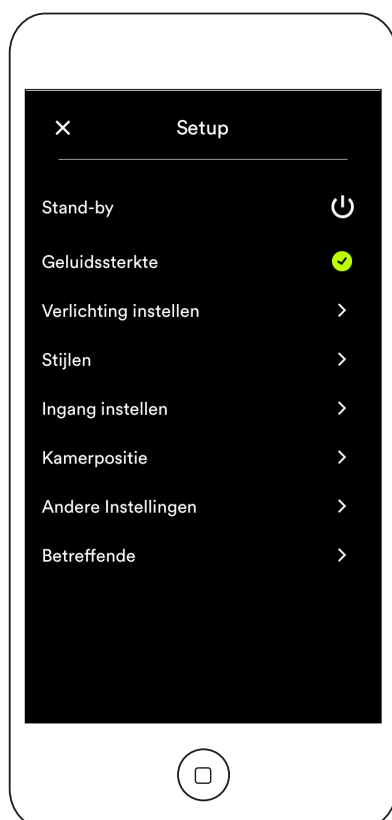 Setup
Stand-by
Geluidssterkte
Verlichting instellen
Stijlen
Ingang instellen
Kamerpositie
Andere Instellingen
Betreffende